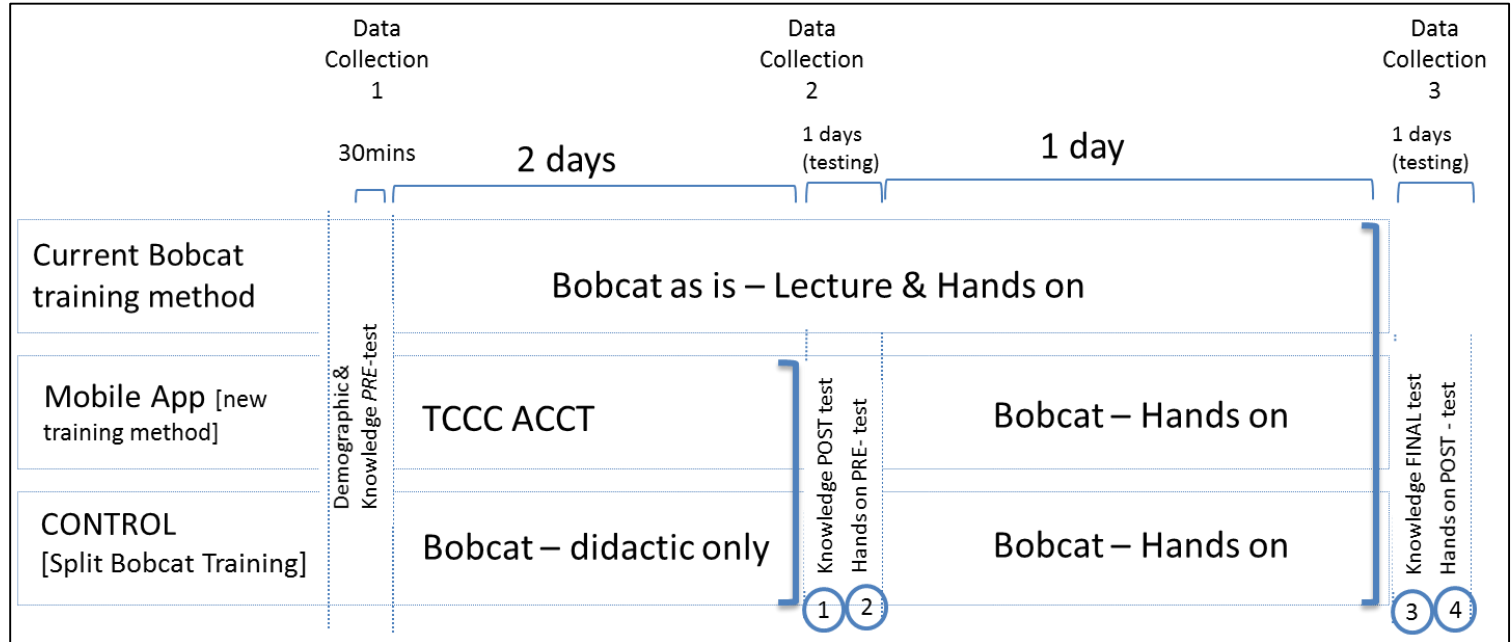 Data
Collection
1
Data
Collection
2
Data
Collection
3
30mins
2 days
1 days
(testing)
1 day
1 days
(testing)
Current Bobcat
training method
Bobcat as is – Lecture & Hands on
Demographic &
Knowledge PRE-test
Mobile App [new
training method]
TCCC ACCT
Knowledge POST test
Hands on PRE- test
Bobcat – Hands on
Knowledge FINAL test
Hands on POST - test
CONTROL
[Split Bobcat Training]
Bobcat – didactic only
Bobcat – Hands on
1
2
3
4